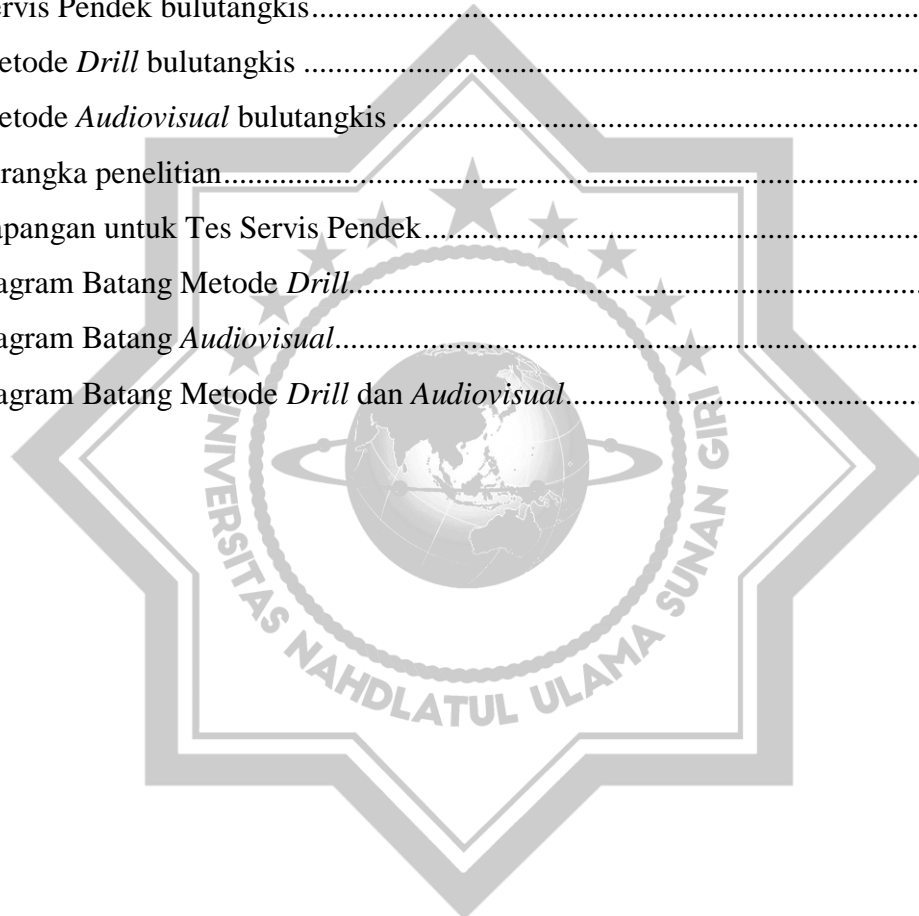 ervis Pendek bulutangkis
etode Drill bulutangkis
etode Audiovisual bulutangkis
rangka penelitian
apangan untuk Tes Servis Pendek
agram Batang Metode Drill
agram Batang Audiovisual
agram Batang Metode Drill dan Audiovisual
UNIVERSITAS NAHDLATUL ULAMA SUNAN GIRI